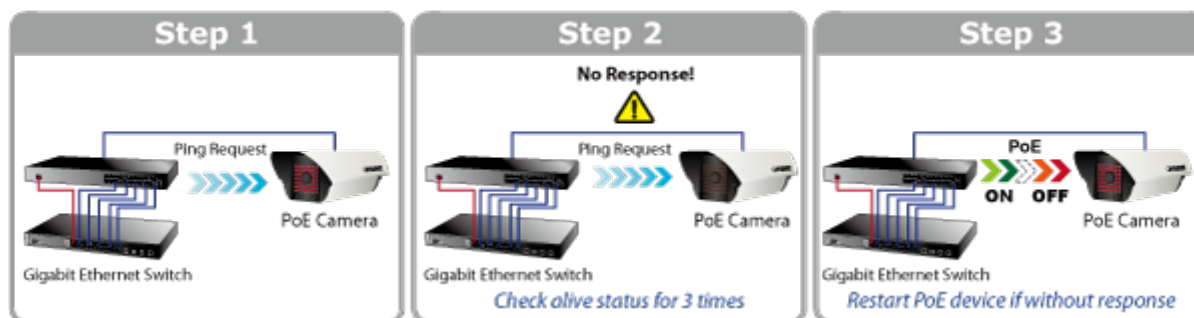 Step 1
Ping Request
PoE Camera
Gigabit Ethernet Switch
Step 2
No Response!
Ping Request
PoE Camera
Gigabit Ethernet Switch
Check alive status for 3 times
Step 3
PoE
ON OFF
PoE Camera
Gigabit Ethernet Switch
Restart PoE device if without response